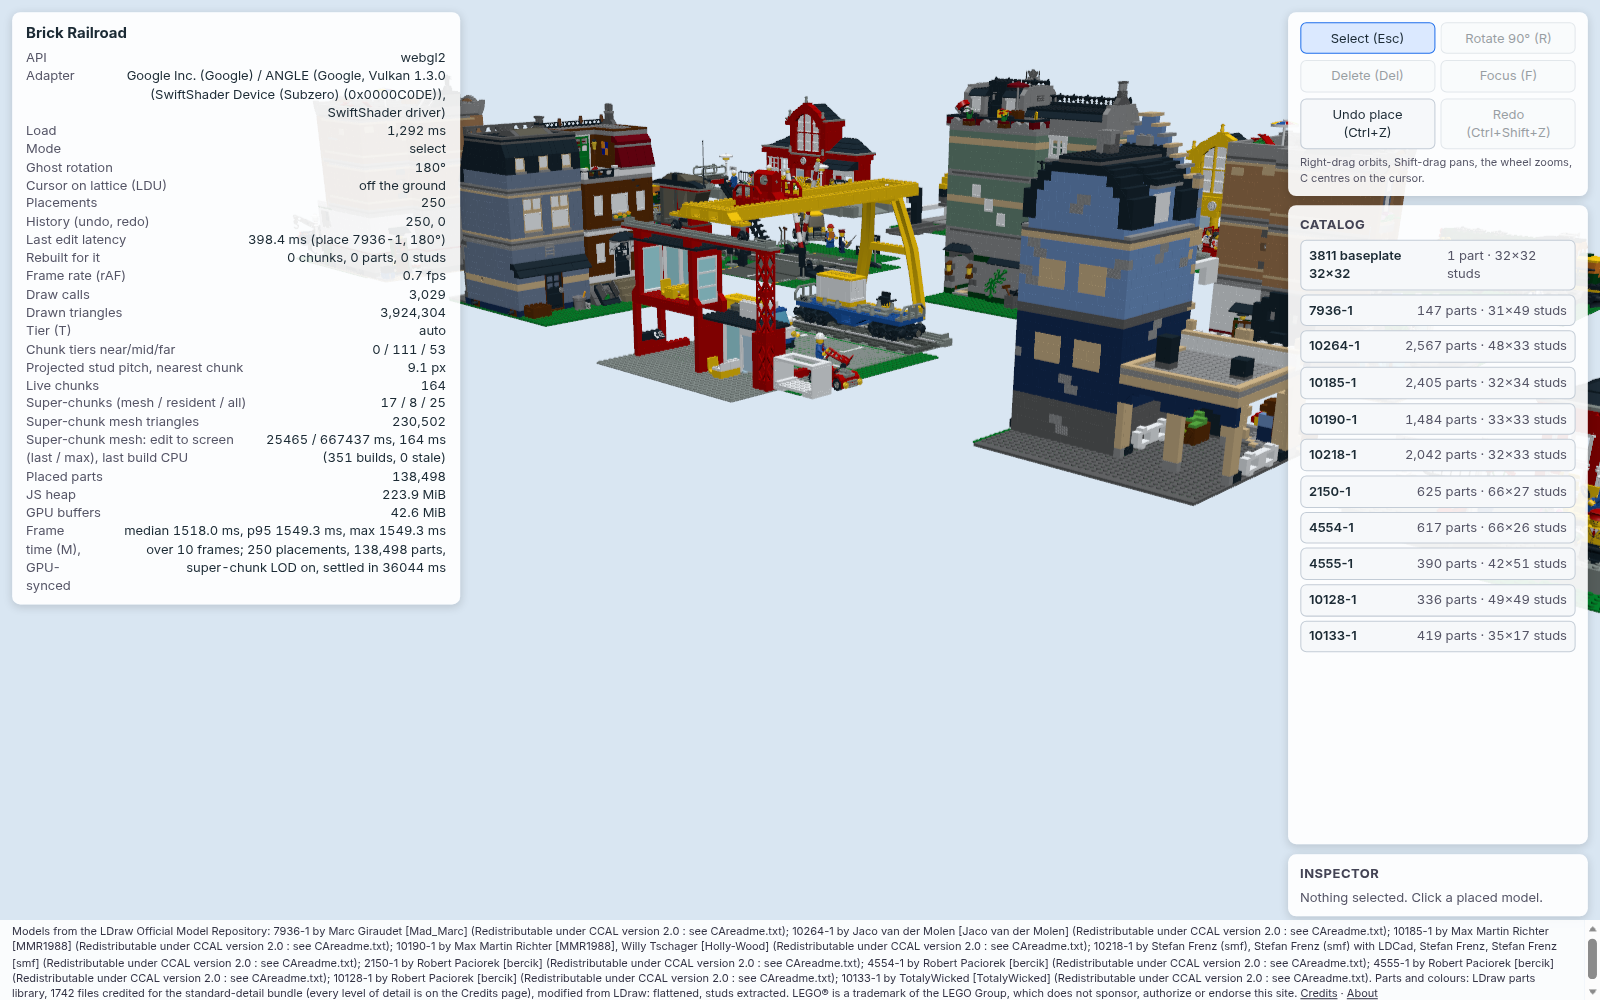 Brick Railroad
API webgl2
Adapter Google Inc. (Google) / ANGLE (Google, Vulkan 1.3.0
(SwiftShader Device (Subzero) (0x0000C0DE)),
SwiftShader driver)
Load 1,292 ms
Mode select
Ghost rotation 180°
Cursor on lattice (LDU) off the ground
Placements 250
History (undo, redo) 250, 0
Last edit latency 398.4 ms (place 7936-1, 180°)
Rebuilt for it 0 chunks, 0 parts, 0 studs
Frame rate (rAF) 0.7 fps
Draw calls 3,029
Drawn triangles 3,924,304
Tier (T) auto
Chunk tiers near/mid/far 0 / 111 / 53
Projected stud pitch, nearest chunk 9.1 px
Live chunks 164
Super-chunks (mesh / resident / all) 17 / 8 / 25
Super-chunk mesh triangles 230,502
Super-chunk mesh: edit to screen 25465 / 667437 ms, 164 ms
(last / max), last build CPU (351 builds, 0 stale)
Placed parts 138,498
JS heap 223.9 MiB
GPU buffers 42.6 MiB
Frame median 1518.0 ms, p95 1549.3 ms, max 1549.3 ms
time (M), over 10 frames; 250 placements, 138,498 parts,
GPU- super-chunk LOD on, settled in 36044 ms
synced
Select (Esc) Rotate 90° (R)
Delete (Del) Focus (F)
Undo place Redo
(Ctrl+Z) (Ctrl+Shift+Z)
Right-drag orbits, Shift-drag pans, the wheel zooms,
C centres on the cursor.
CATALOG
3811 baseplate 1 part · 32×32
32×32 studs
7936-1 147 parts · 31×49 studs
10264-1 2,567 parts · 48×33 studs
10185-1 2,405 parts · 32×34 studs
10190-1 1,484 parts · 33×33 studs
10218-1 2,042 parts · 32×33 studs
2150-1 625 parts · 66×27 studs
4554-1 617 parts · 66×26 studs
4555-1 390 parts · 42×51 studs
10128-1 336 parts · 49×49 studs
10133-1 419 parts · 35×17 studs
INSPECTOR
Nothing selected. Click a placed model.
Models from the LDraw Official Model Repository: 7936-1 by Marc Giraudet [Mad_Marc] (Redistributable under CCAL version 2.0 : see CAreadme.txt); 10264-1 by Jaco van der Molen [Jaco van der Molen] (Redistributable under CCAL version 2.0 : see CAreadme.txt); 10185-1 by Max Martin Richter
[MMR1988] (Redistributable under CCAL version 2.0 : see CAreadme.txt); 10190-1 by Max Martin Richter [MMR1988], Willy Tschager [Holly-Wood] (Redistributable under CCAL version 2.0 : see CAreadme.txt); 10218-1 by Stefan Frenz (smf), Stefan Frenz (smf) with LDCad, Stefan Frenz, Stefan Frenz
[smf] (Redistributable under CCAL version 2.0 : see CAreadme.txt); 2150-1 by Robert Paciorek [bercik] (Redistributable under CCAL version 2.0 : see CAreadme.txt); 4554-1 by Robert Paciorek [bercik] (Redistributable under CCAL version 2.0 : see CAreadme.txt); 4555-1 by Robert Paciorek [bercik]
(Redistributable under CCAL version 2.0 : see CAreadme.txt); 10128-1 by Robert Paciorek [bercik] (Redistributable under CCAL version 2.0 : see CAreadme.txt); 10133-1 by TotalyWicked [TotalyWicked] (Redistributable under CCAL version 2.0 : see CAreadme.txt). Parts and colours: LDraw parts
library, 1742 files credited for the standard-detail bundle (every level of detail is on the Credits page), modified from LDraw: flattened, studs extracted. LEGO® is a trademark of the LEGO Group, which does not sponsor, authorize or endorse this site. Credits · About